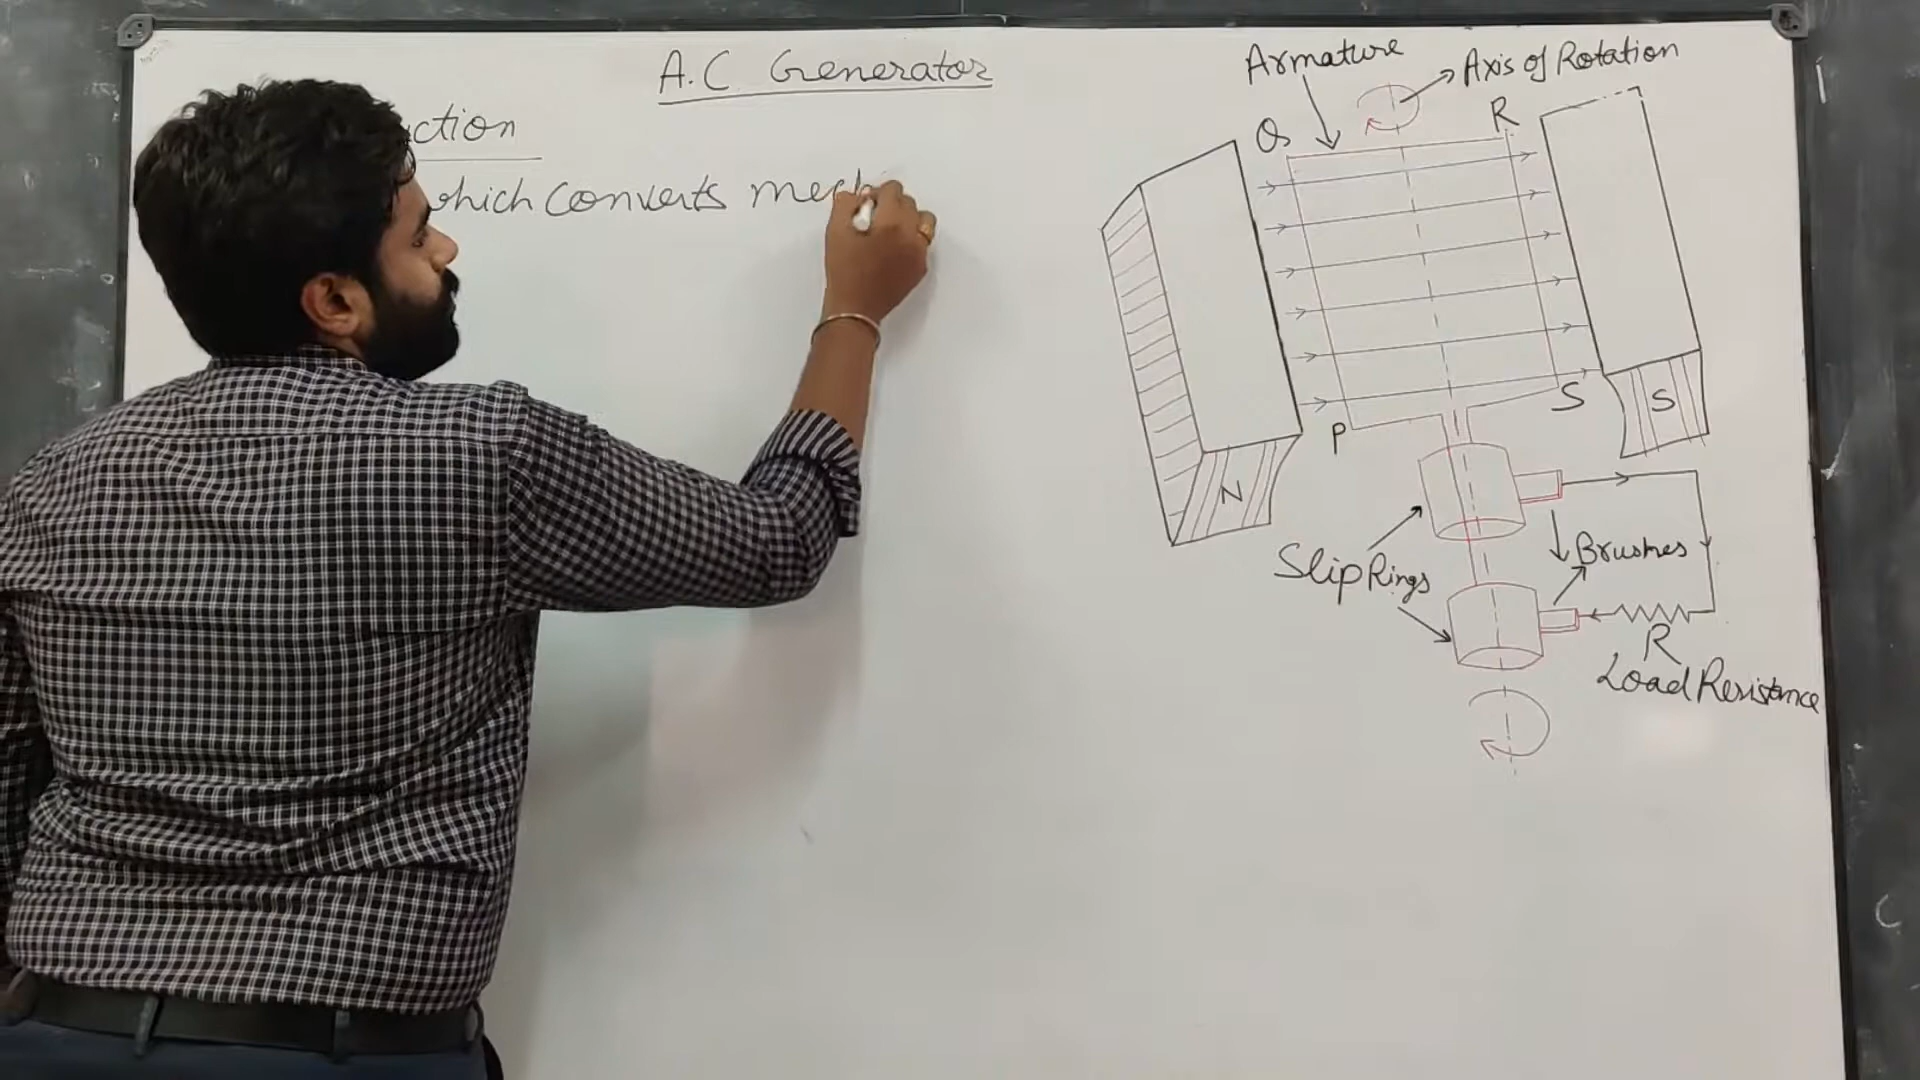 A.C Generator
ction
which converts mech
Armature
Axis of Rotation
Q
R
P
S
N
S
Slip Rings
Brushes
R
Load Resistance